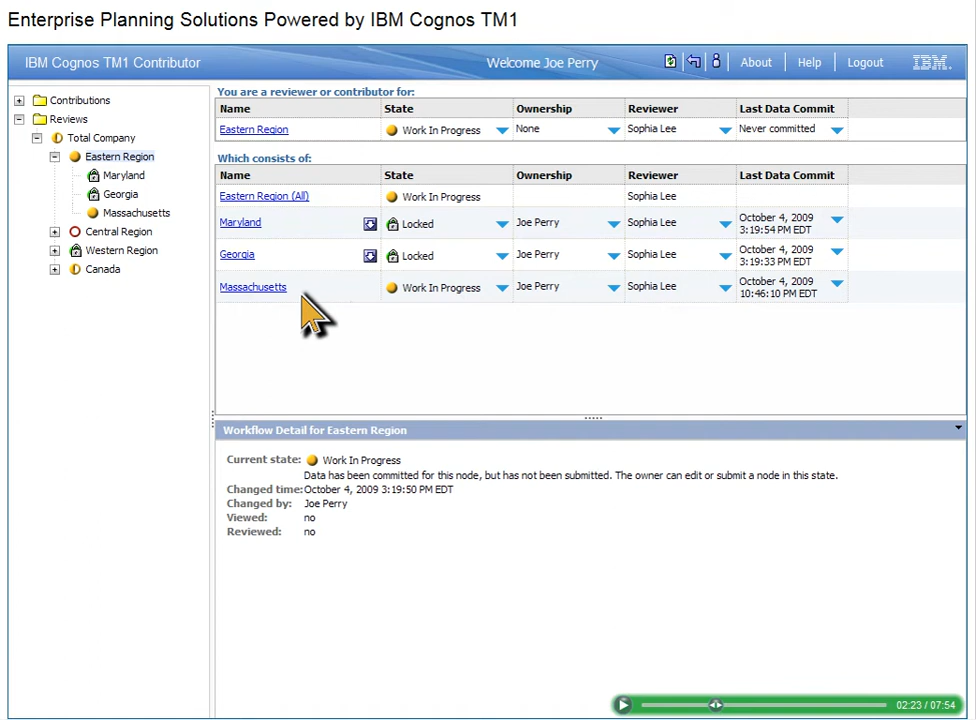 Enterprise Planning Solutions Powered by IBM Cognos TM1
IBM Cognos TM1 Contributor Welcome Joe Perry About Help Logout IBM.
Contributions
Reviews
Total Company
Eastern Region
Maryland
Georgia
Massachusetts
Central Region
Western Region
Canada
You are a reviewer or contributor for:
Name State Ownership Reviewer Last Data Commit
Eastern Region Work In Progress None Sophia Lee Never committed
Which consists of:
Name State Ownership Reviewer Last Data Commit
Eastern Region (All) Work In Progress Sophia Lee
Maryland Locked Joe Perry Sophia Lee October 4, 2009
3:19:54 PM EDT
Georgia Locked Joe Perry Sophia Lee October 4, 2009
3:19:33 PM EDT
Massachusetts Work In Progress Joe Perry Sophia Lee October 4, 2009
10:46:10 PM EDT
Workflow Detail for Eastern Region
Current state: Work In Progress
Data has been committed for this node, but has not been submitted. The owner can edit or submit a node in this state.
Changed time: October 4, 2009 3:19:50 PM EDT
Changed by: Joe Perry
Viewed: no
Reviewed: no
02:23 / 07:54